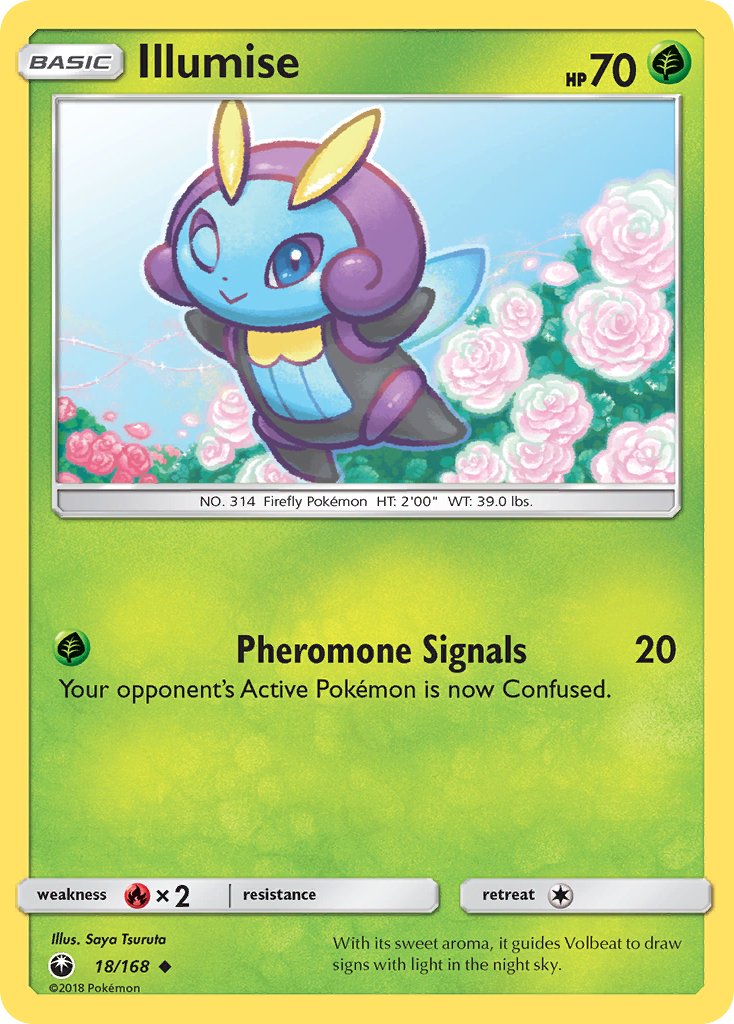 BASIC Illumise HP 70
NO. 314 Firefly Pokémon HT: 2'00" WT: 39.0 lbs.
Pheromone Signals 20
Your opponent's Active Pokémon is now Confused.
weakness × 2 resistance retreat
Illus. Saya Tsuruta
18/168
©2018 Pokémon
With its sweet aroma, it guides Volbeat to draw
signs with light in the night sky.